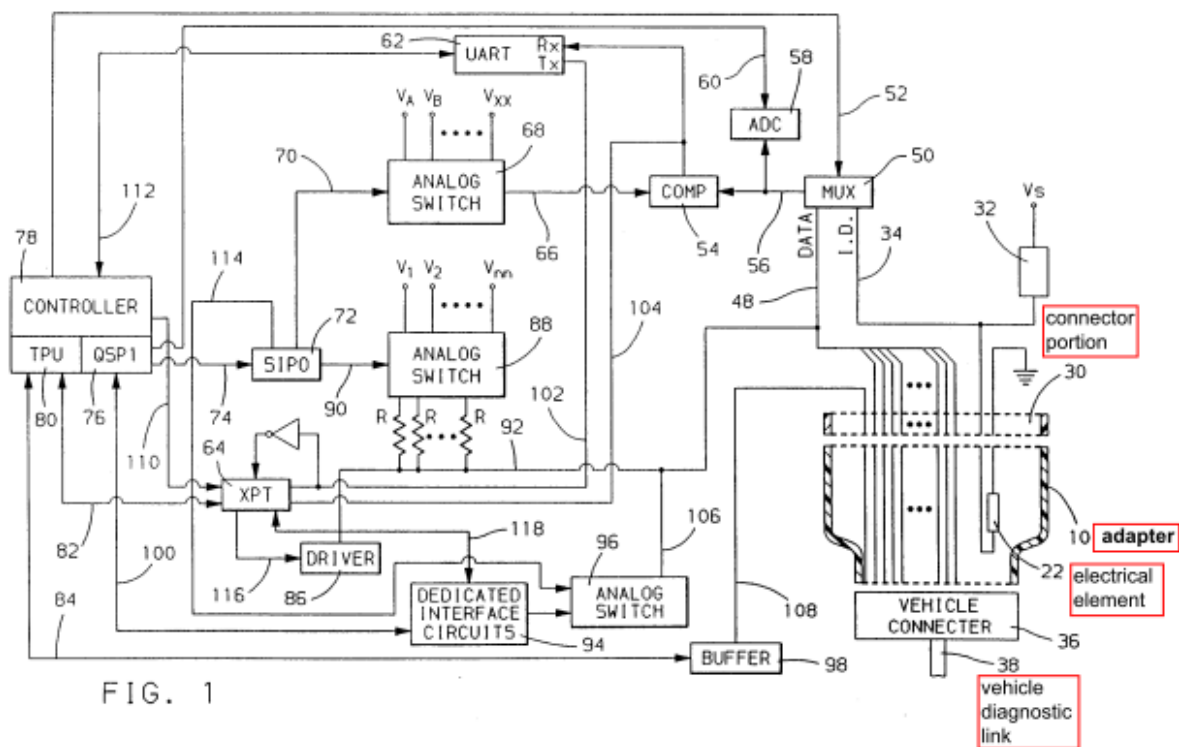 62
UART
Rx
Tx
60
58
ADC
52
VA
VB
Vxx
68
70
ANALOG
SWITCH
66
COMP
54
50
MUX
56
DATA
I.D.
34
48
Vs
32
112
78
CONTROLLER
TPU
QSP1
80
76
114
72
SIPO
74
90
V1
V2
Vnn
88
ANALOG
SWITCH
104
R
R
R
102
92
connector
portion
30
110
64
XPT
82
100
84
116
DRIVER
86
118
DEDICATED
INTERFACE
CIRCUITS
94
96
ANALOG
SWITCH
106
108
BUFFER
98
10
adapter
22
electrical
element
VEHICLE
CONNECTER
36
38
vehicle
diagnostic
link
FIG. 1